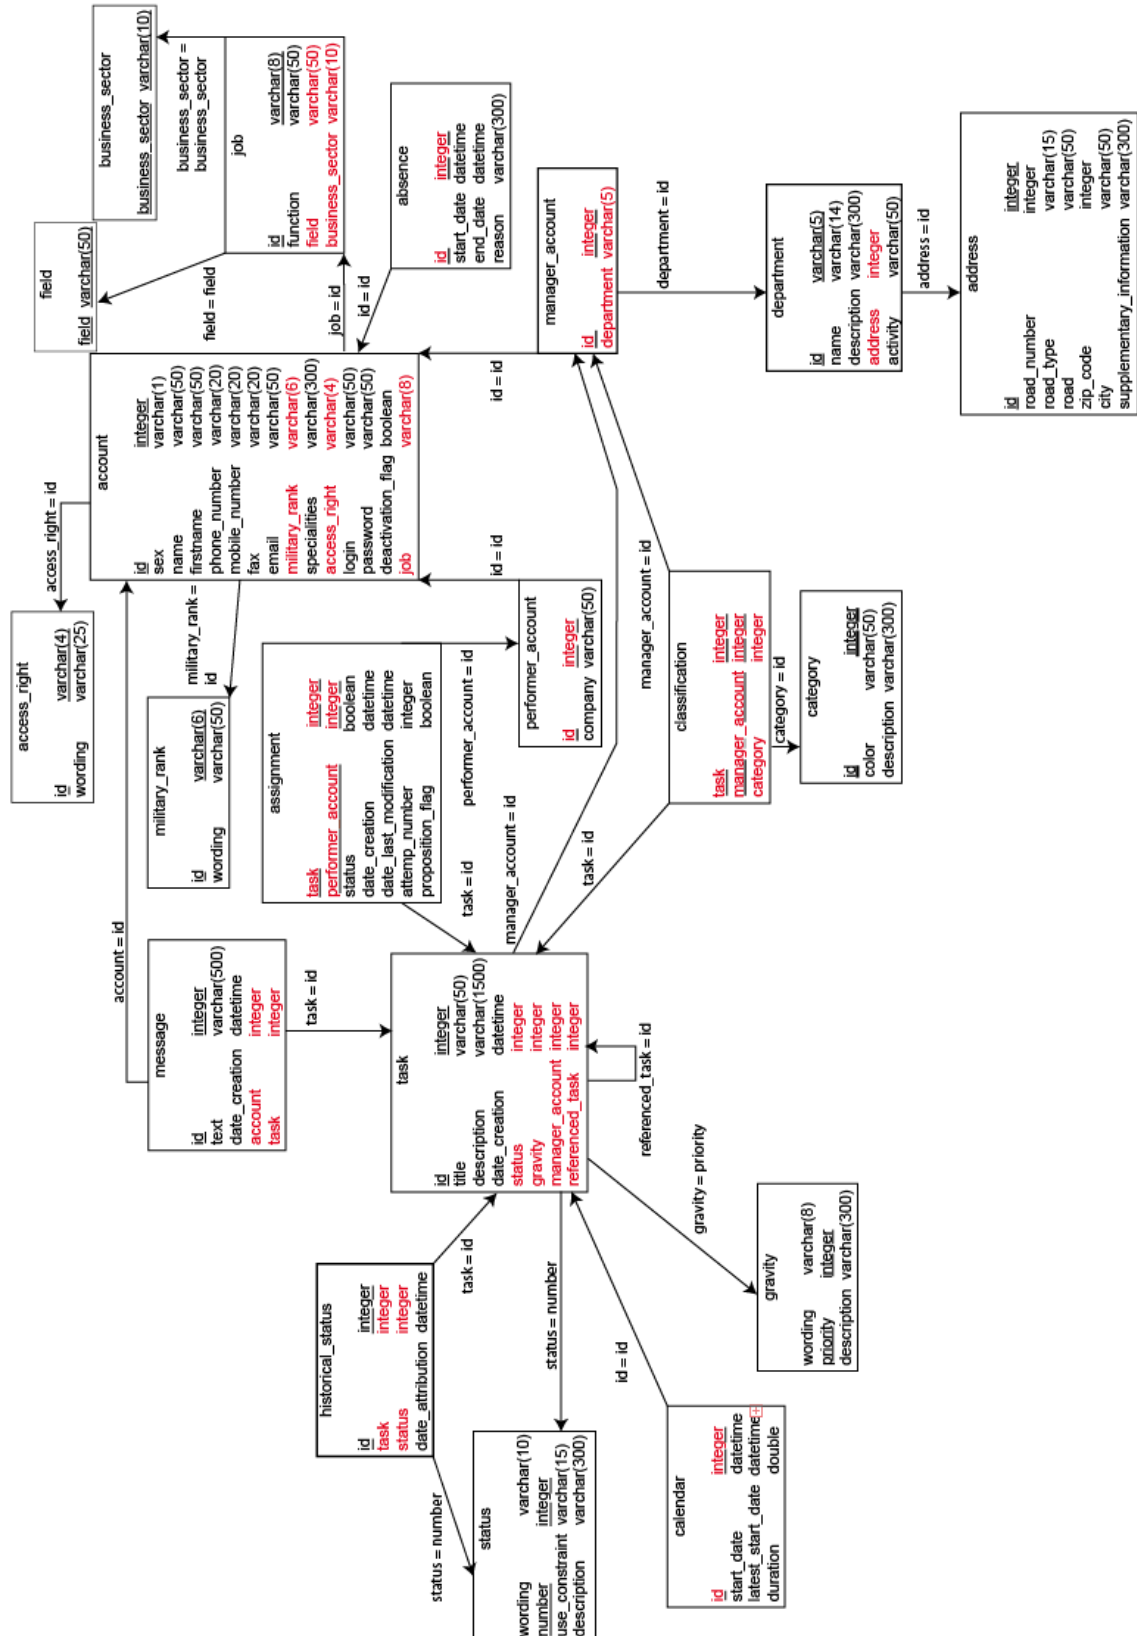 access_right
id varchar(4)
wording varchar(25)
access_right = id
field
field varchar(50)
business_sector
business_sector varchar(10)
business_sector =
business_sector
field = field
job
id varchar(8)
function varchar(50)
field varchar(50)
business_sector varchar(10)
job = id
account
id integer
sex varchar(1)
name varchar(50)
firstname varchar(50)
phone_number varchar(20)
mobile_number varchar(20)
fax varchar(20)
email varchar(50)
military_rank varchar(6)
specialities varchar(300)
access_right varchar(4)
login varchar(50)
password varchar(50)
deactivation_flag boolean
job varchar(8)
account = id
military_rank =
id
military_rank
id varchar(6)
wording varchar(50)
message
id integer
text varchar(500)
date_creation datetime
account integer
task integer
task = id
assignment
task integer
performer_account integer
status boolean
date_creation datetime
date_last_modification datetime
attemp_number integer
proposition_flag boolean
task = id
performer_account = id
id = id
absence
id integer
start_date datetime
end_date datetime
reason varchar(300)
historical_status
id integer
task integer
status integer
date_attribution datetime
task = id
status = number
task
id integer
title varchar(50)
description varchar(1500)
date_creation datetime
status integer
gravity integer
manager_account integer
referenced_task integer
manager_account = id
performer_account
id integer
company varchar(50)
id = id
id = id
manager_account
id integer
department varchar(5)
status
wording varchar(10)
number integer
use_constraint varchar(15)
description varchar(300)
status = number
id = id
referenced_task = id
task = id
manager_account = id
department = id
calendar
id integer
start_date datetime
latest_start_date datetime
duration double
gravity = priority
classification
task integer
manager_account integer
category integer
category = id
gravity
wording varchar(8)
priority integer
description varchar(300)
category
id integer
color varchar(50)
description varchar(300)
department
id varchar(5)
name varchar(14)
description varchar(300)
address integer
activity varchar(50)
address = id
address
id integer
road_number integer
road_type varchar(15)
road varchar(50)
zip_code integer
city varchar(50)
supplementary_information varchar(300)